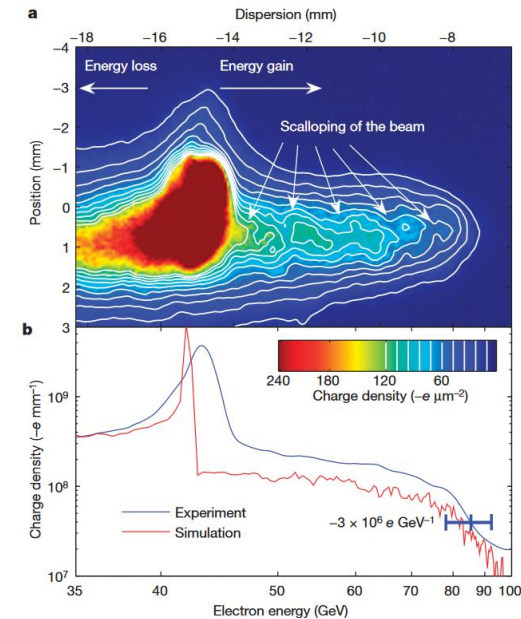 a
Dispersion (mm)
−18 −16 −14 −12 −10 −8
−4
−3
−2
−1
0
1
2
3
Position (mm)
Energy loss Energy gain
Scalloping of the beam
b
240 180 120 60
Charge density (−e μm⁻²)
10⁹
10⁸
10⁷
Charge density (−e mm⁻¹)
Experiment
Simulation
−3 × 10⁶ e GeV⁻¹
35 40 50 60 70 80 90 100
Electron energy (GeV)